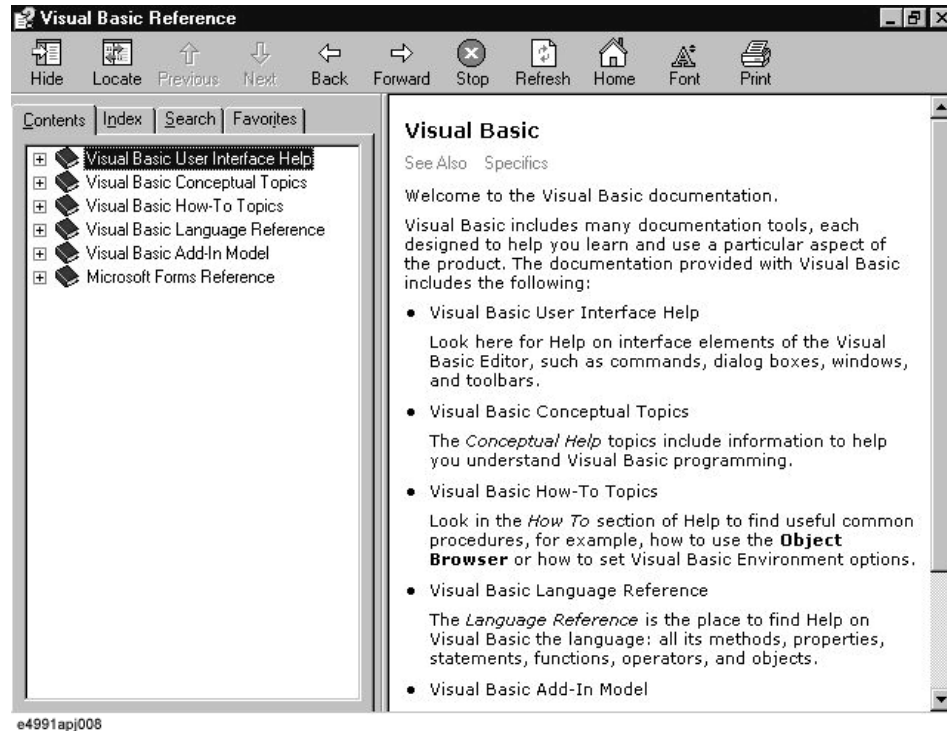 Visual Basic Reference
Hide Locate Previous Next Back Forward Stop Refresh Home Font Print
Contents Index Search Favorites
Visual Basic User Interface Help
Visual Basic Conceptual Topics
Visual Basic How-To Topics
Visual Basic Language Reference
Visual Basic Add-In Model
Microsoft Forms Reference
Visual Basic
See Also Specifics
Welcome to the Visual Basic documentation.
Visual Basic includes many documentation tools, each
designed to help you learn and use a particular aspect of
the product. The documentation provided with Visual Basic
includes the following:
• Visual Basic User Interface Help
Look here for Help on interface elements of the Visual
Basic Editor, such as commands, dialog boxes, windows,
and toolbars.
• Visual Basic Conceptual Topics
The Conceptual Help topics include information to help
you understand Visual Basic programming.
• Visual Basic How-To Topics
Look in the How To section of Help to find useful common
procedures, for example, how to use the Object
Browser or how to set Visual Basic Environment options.
• Visual Basic Language Reference
The Language Reference is the place to find Help on
Visual Basic the language: all its methods, properties,
statements, functions, operators, and objects.
• Visual Basic Add-In Model
e4991apj008